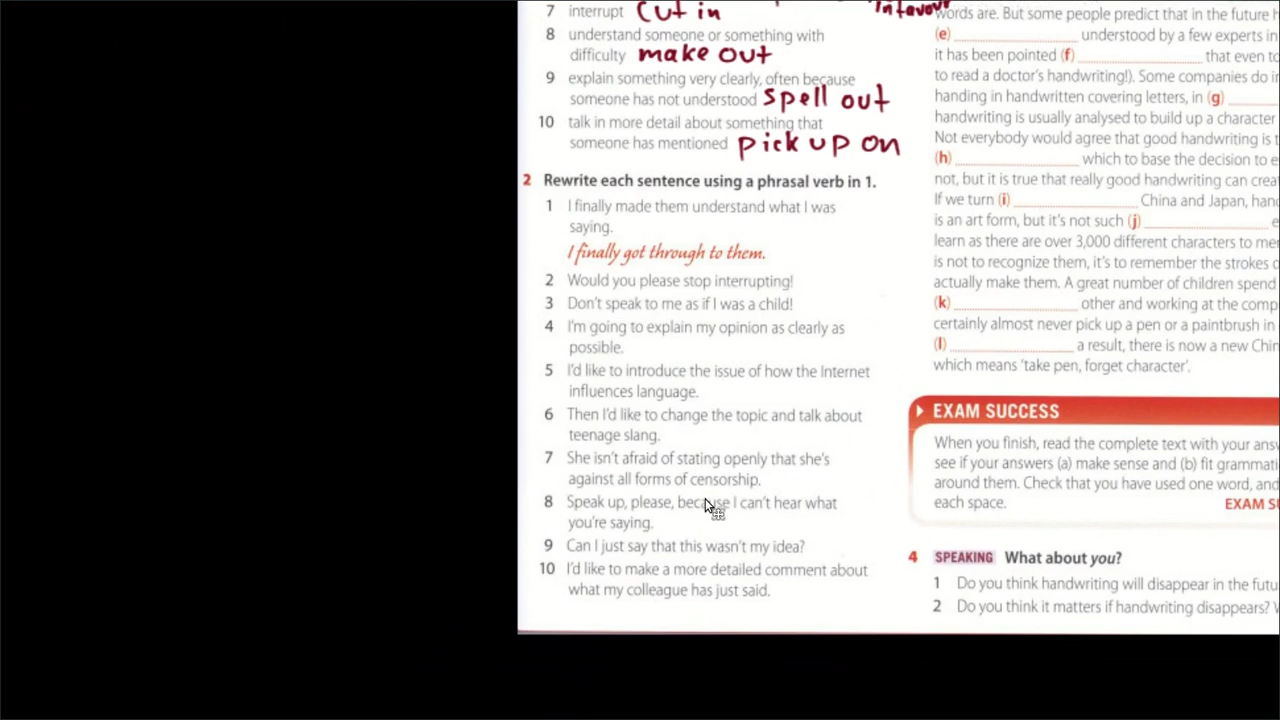 7 interrupt cut in
8 understand someone or something with
difficulty make out
9 explain something very clearly, often because
someone has not understood spell out
10 talk in more detail about something that
someone has mentioned pick up on
2 Rewrite each sentence using a phrasal verb in 1.
1 I finally made them understand what I was
saying.
I finally got through to them.
2 Would you please stop interrupting!
3 Don't speak to me as if I was a child!
4 I'm going to explain my opinion as clearly as
possible.
5 I'd like to introduce the issue of how the Internet
influences language.
6 Then I'd like to change the topic and talk about
teenage slang.
7 She isn't afraid of stating openly that she's
against all forms of censorship.
8 Speak up, please, because I can't hear what
you're saying.
9 Can I just say that this wasn't my idea?
10 I'd like to make a more detailed comment about
what my colleague has just said.
words are. But some people predict that in the future
(e) understood by a few experts in
it has been pointed (f) that even
to read a doctor's handwriting!). Some companies do
handing in handwritten covering letters, in (g)
handwriting is usually analysed to build up a character
Not everybody would agree that good handwriting is
(h) which to base the decision to
not, but it is true that really good handwriting can
If we turn (i) China and Japan,
is an art form, but it's not such (j)
learn as there are over 3,000 different characters to
is not to recognize them, it's to remember the strokes
actually make them. A great number of children spend
(k) other and working at the
certainly almost never pick up a pen or a paintbrush in
(l) a result, there is now a new
which means 'take pen, forget character'.
EXAM SUCCESS
When you finish, read the complete text with your
see if your answers (a) make sense and (b) fit
around them. Check that you have used one word, and
each space. EXAM
4 SPEAKING What about you?
1 Do you think handwriting will disappear in the
2 Do you think it matters if handwriting disappears?